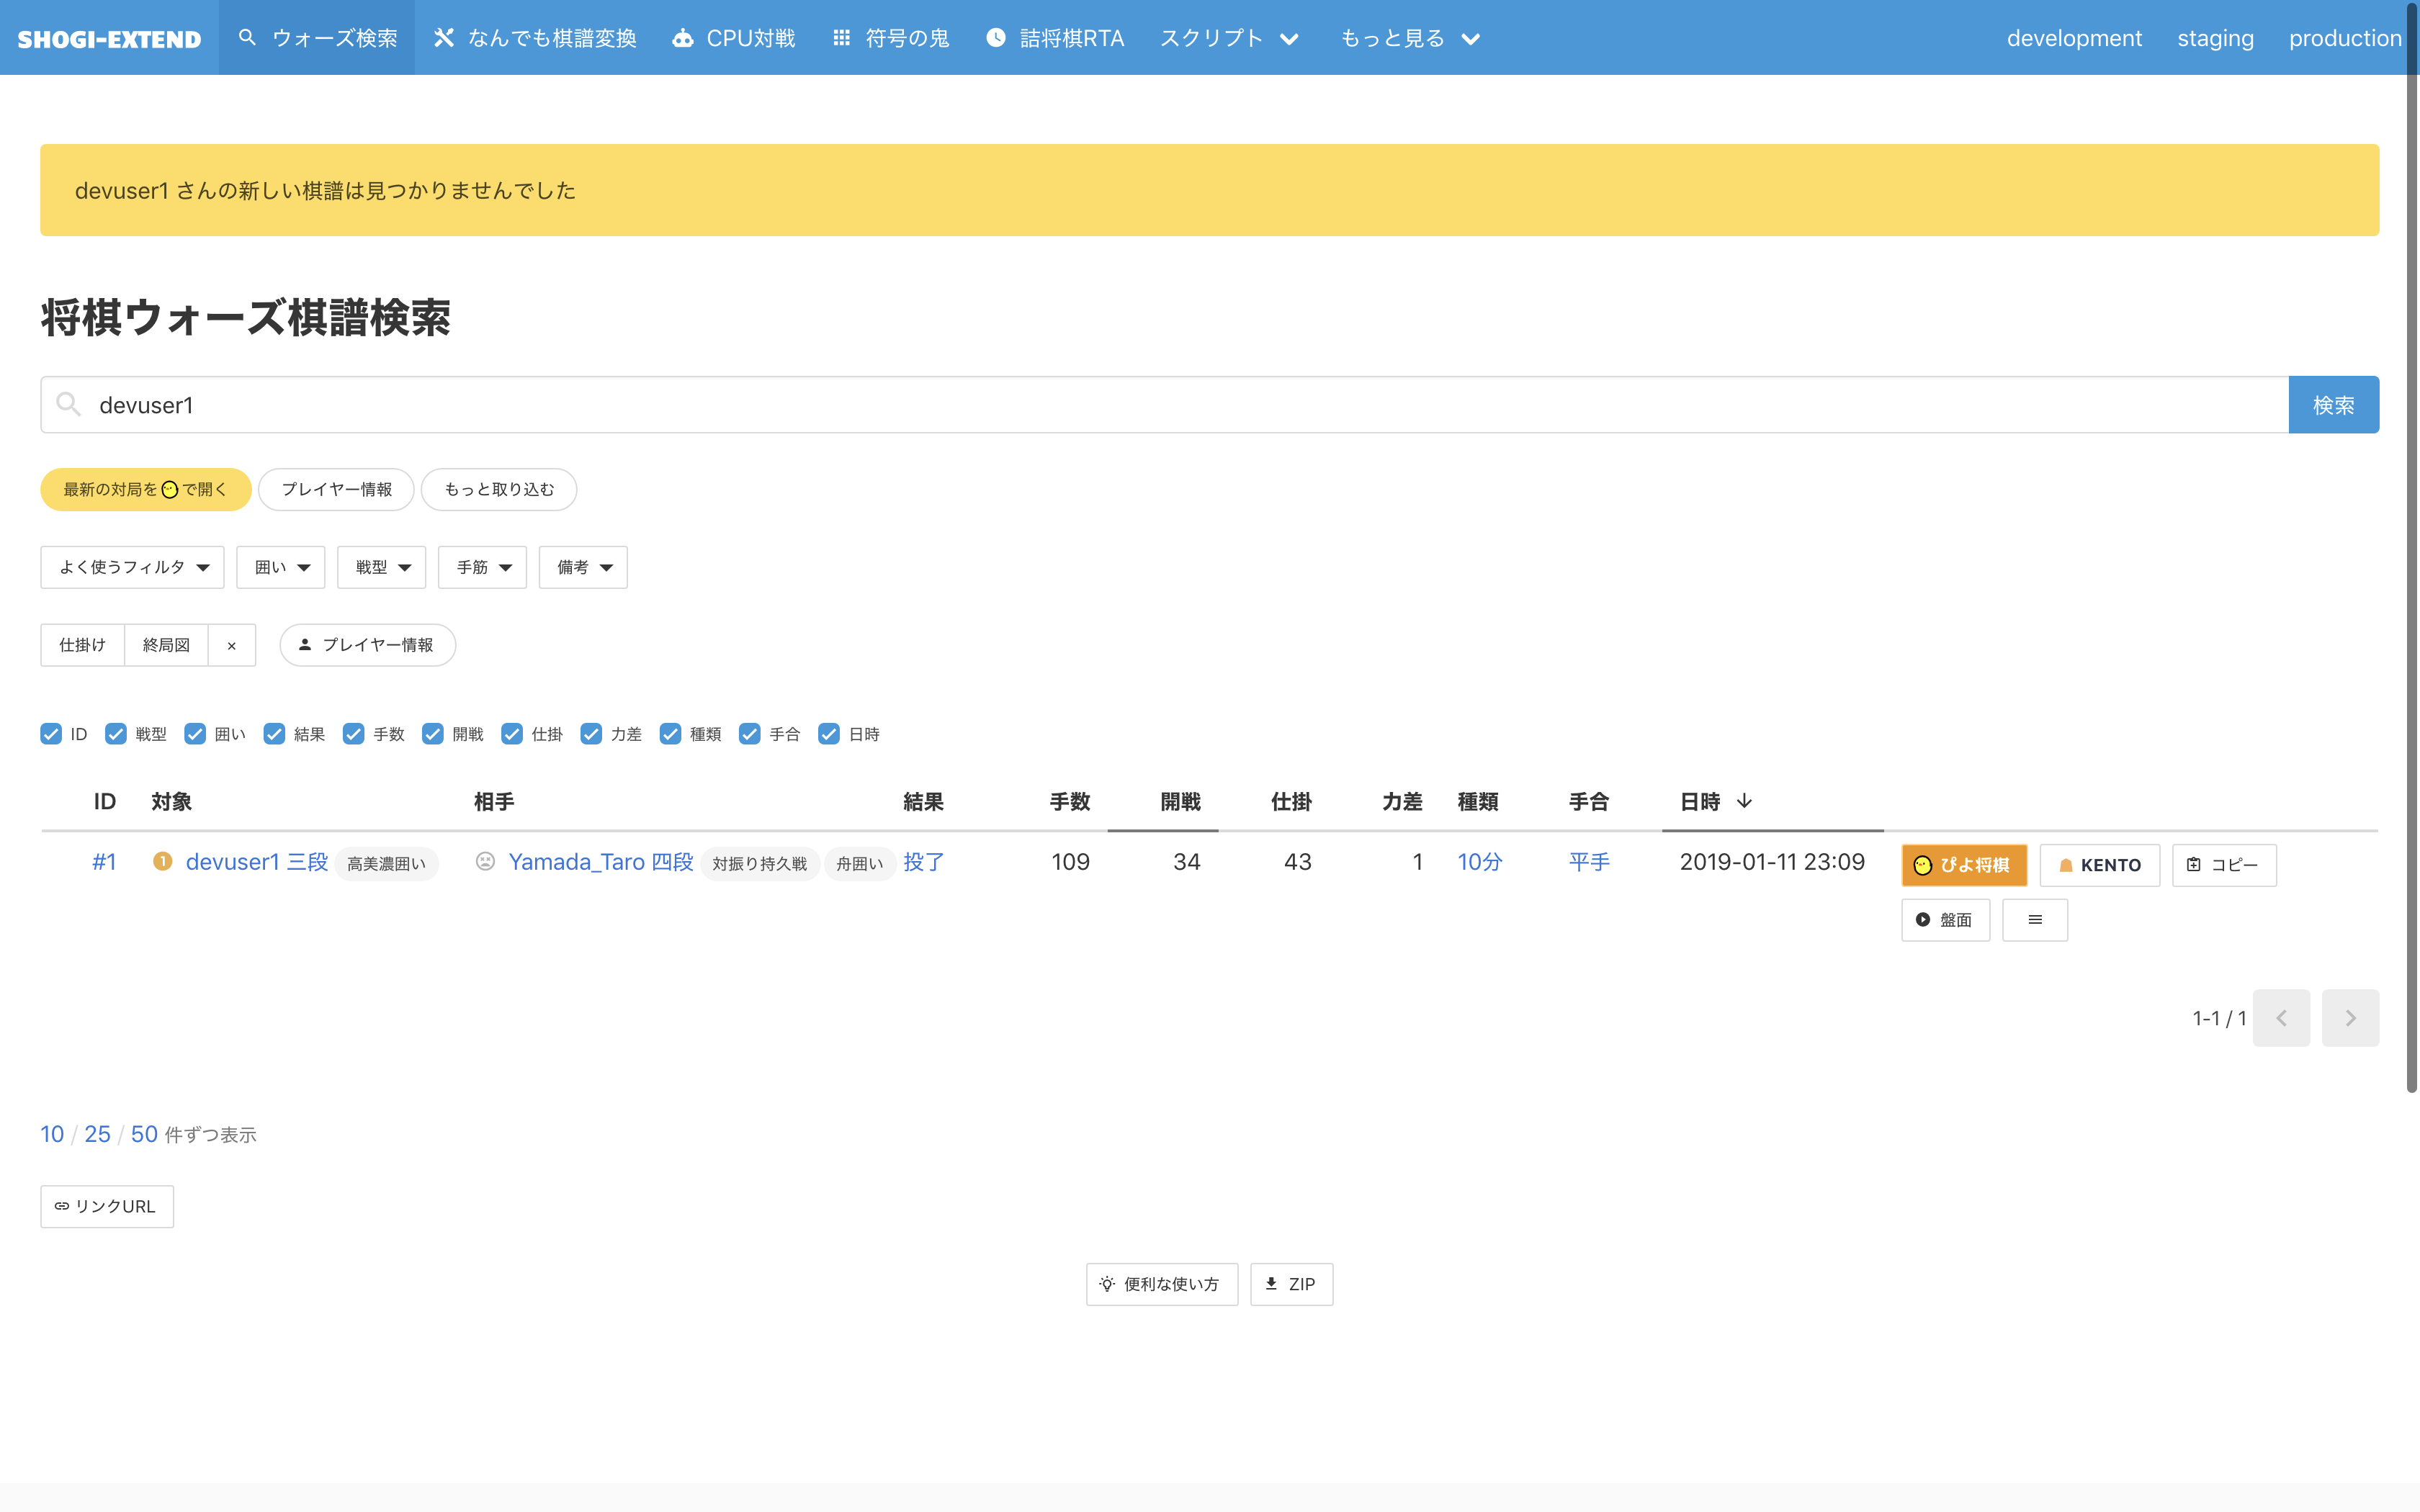 SHOGI-EXTEND ウォーズ検索 なんでも棋譜変換 CPU対戦 符号の鬼 詰将棋RTA スクリプト もっと見る development staging production
devuser1 さんの新しい棋譜は見つかりませんでした
将棋ウォーズ棋譜検索
devuser1 検索
最新の対局を で開く プレイヤー情報 もっと取り込む
よく使うフィルタ 囲い 戦型 手筋 備考
仕掛け 終局図 × プレイヤー情報
ID 戦型 囲い 結果 手数 開戦 仕掛 力差 種類 手合 日時
ID 対象 相手 結果 手数 開戦 仕掛 力差 種類 手合 日時
#1 1 devuser1 三段 高美濃囲い Yamada_Taro 四段 対振り持久戦 舟囲い 投了 109 34 43 1 10分 平手 2019-01-11 23:09 ぴよ将棋 KENTO コピー
盤面
1-1 / 1
10 / 25 / 50 件ずつ表示
リンクURL
便利な使い方 ZIP